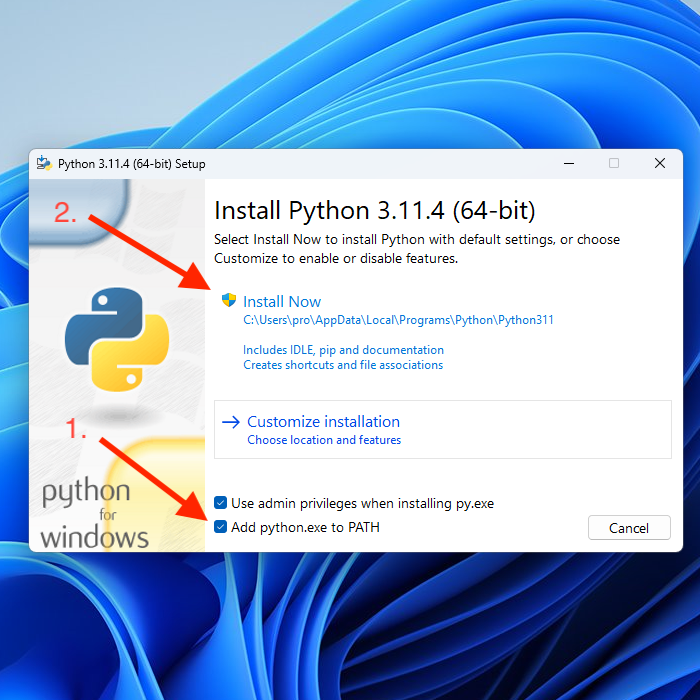 Python 3.11.4 (64-bit) Setup
2.
Install Python 3.11.4 (64-bit)
Select Install Now to install Python with default settings, or choose
Customize to enable or disable features.
Install Now
C:\Users\pro\AppData\Local\Programs\Python\Python311
Includes IDLE, pip and documentation
Creates shortcuts and file associations
Customize installation
Choose location and features
1.
python
for
windows
Use admin privileges when installing py.exe
Add python.exe to PATH
Cancel